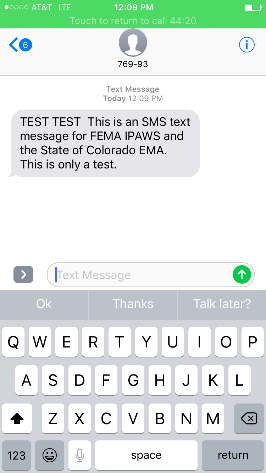 AT&T LTE 12:09 PM
Touch to return to call 44:20
6
769-93
Text Message
Today 12:09 PM
TEST TEST  This is an SMS text
message for FEMA IPAWS and
the State of Colorado EMA.
This is only a test.
Text Message
Ok Thanks Talk later?
Q W E R T Y U I O P
A S D F G H J K L
Z X C V B N M
123 space return